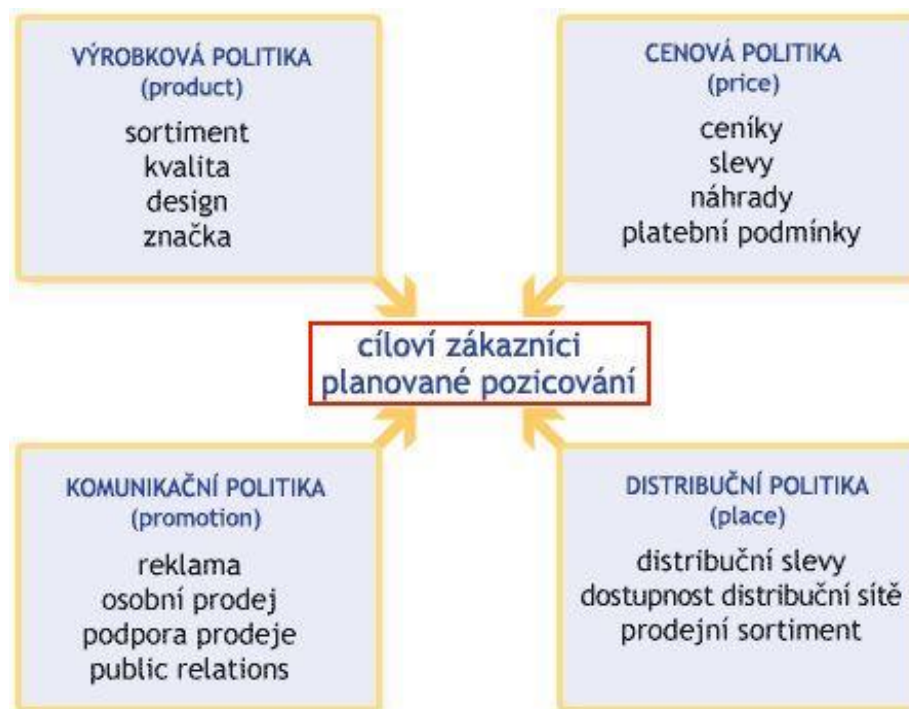 VÝROBKOVÁ POLITIKA
(product)
sortiment
kvalita
design
značka
CENOVÁ POLITIKA
(price)
ceníky
slevy
náhrady
platební podmínky
cíloví zákazníci
planované pozicování
KOMUNIKAČNÍ POLITIKA
(promotion)
reklama
osobní prodej
podpora prodeje
public relations
DISTRIBUČNÍ POLITIKA
(place)
distribuční slevy
dostupnost distribuční sítě
prodejní sortiment